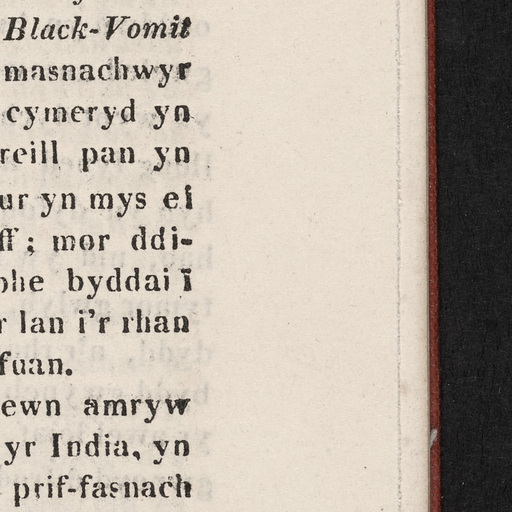 Black-Vomit
masnachwyr
cymeryd yn
reill pan yn
ur yn mys ei
ff; mor ddi-
phe byddai i
r lan i'r rhan
fuan.
ewn amryw
yr India, yn
prif-fasnach